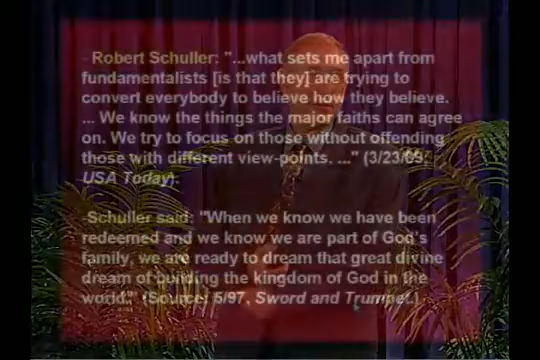 -Robert Schuller: "...what sets me apart from
fundamentalists [is that they] are trying to
convert everybody to believe how they believe.
... We know the things the major faiths can agree
on. We try to focus on those without offending
those with different view-points. ..." (3/23/89,
USA Today).
-Schuller said: "When we know we have been
redeemed and we know we are part of God's
family, we are ready to dream that great divine
dream of building the kingdom of God in the
world." (Source: 5/97, Sword and Trumpet.)